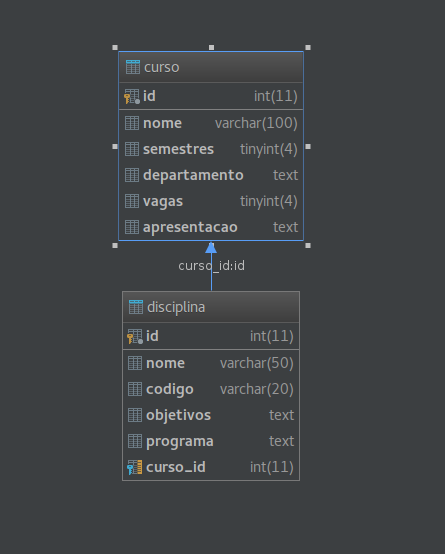 curso
id int(11)
nome varchar(100)
semestres tinyint(4)
departamento text
vagas tinyint(4)
apresentacao text
curso_id:id
disciplina
id int(11)
nome varchar(50)
codigo varchar(20)
objetivos text
programa text
curso_id int(11)